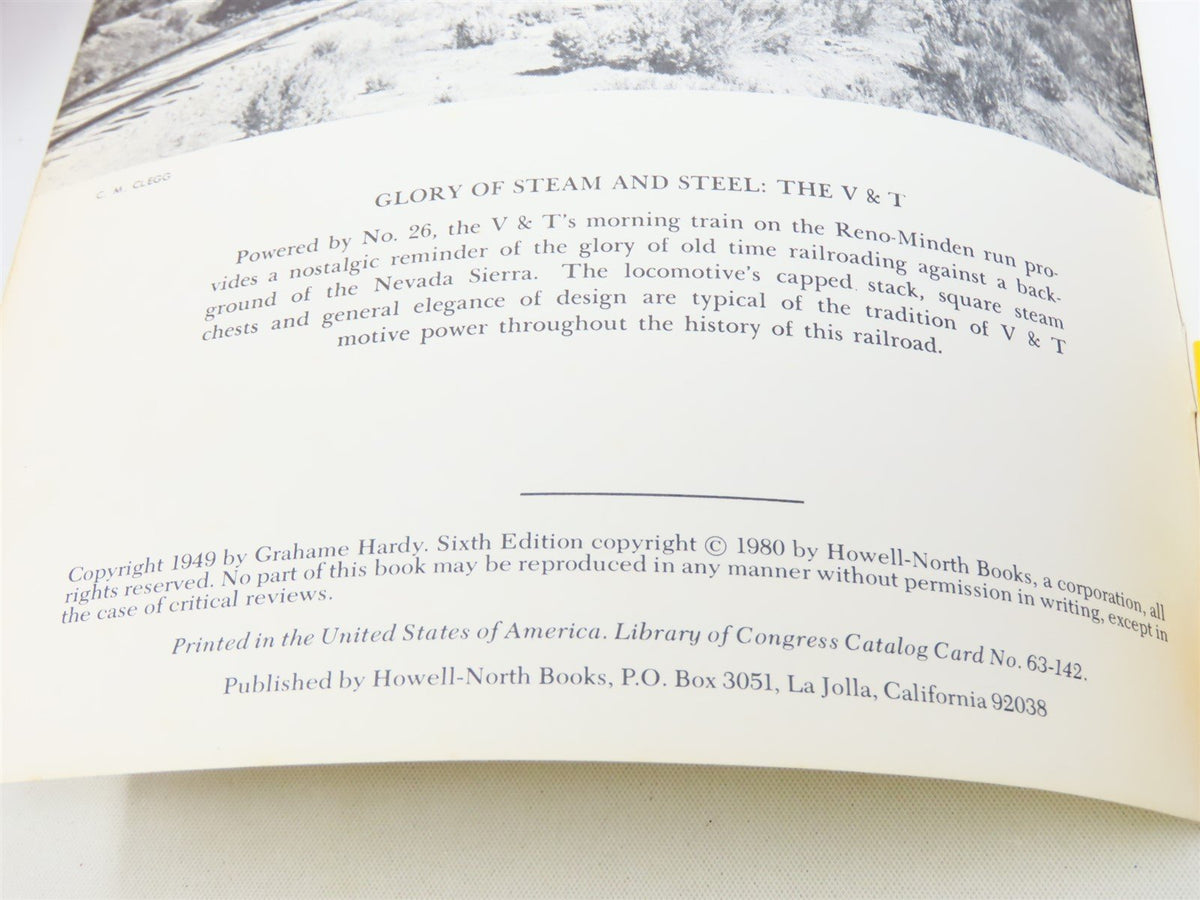 C. M. CLEGG
GLORY OF STEAM AND STEEL: THE V & T
Powered by No. 26, the V & T's morning train on the Reno-Minden run pro-
vides a nostalgic reminder of the glory of old time railroading against a back-
ground of the Nevada Sierra. The locomotive's capped stack, square steam
chests and general elegance of design are typical of the tradition of V & T
motive power throughout the history of this railroad.
Copyright 1949 by Grahame Hardy. Sixth Edition copyright © 1980 by Howell-North Books, a corporation, all
rights reserved. No part of this book may be reproduced in any manner without permission in writing, except in
the case of critical reviews.
Printed in the United States of America. Library of Congress Catalog Card No. 63-142.
Published by Howell-North Books, P.O. Box 3051, La Jolla, California 92038